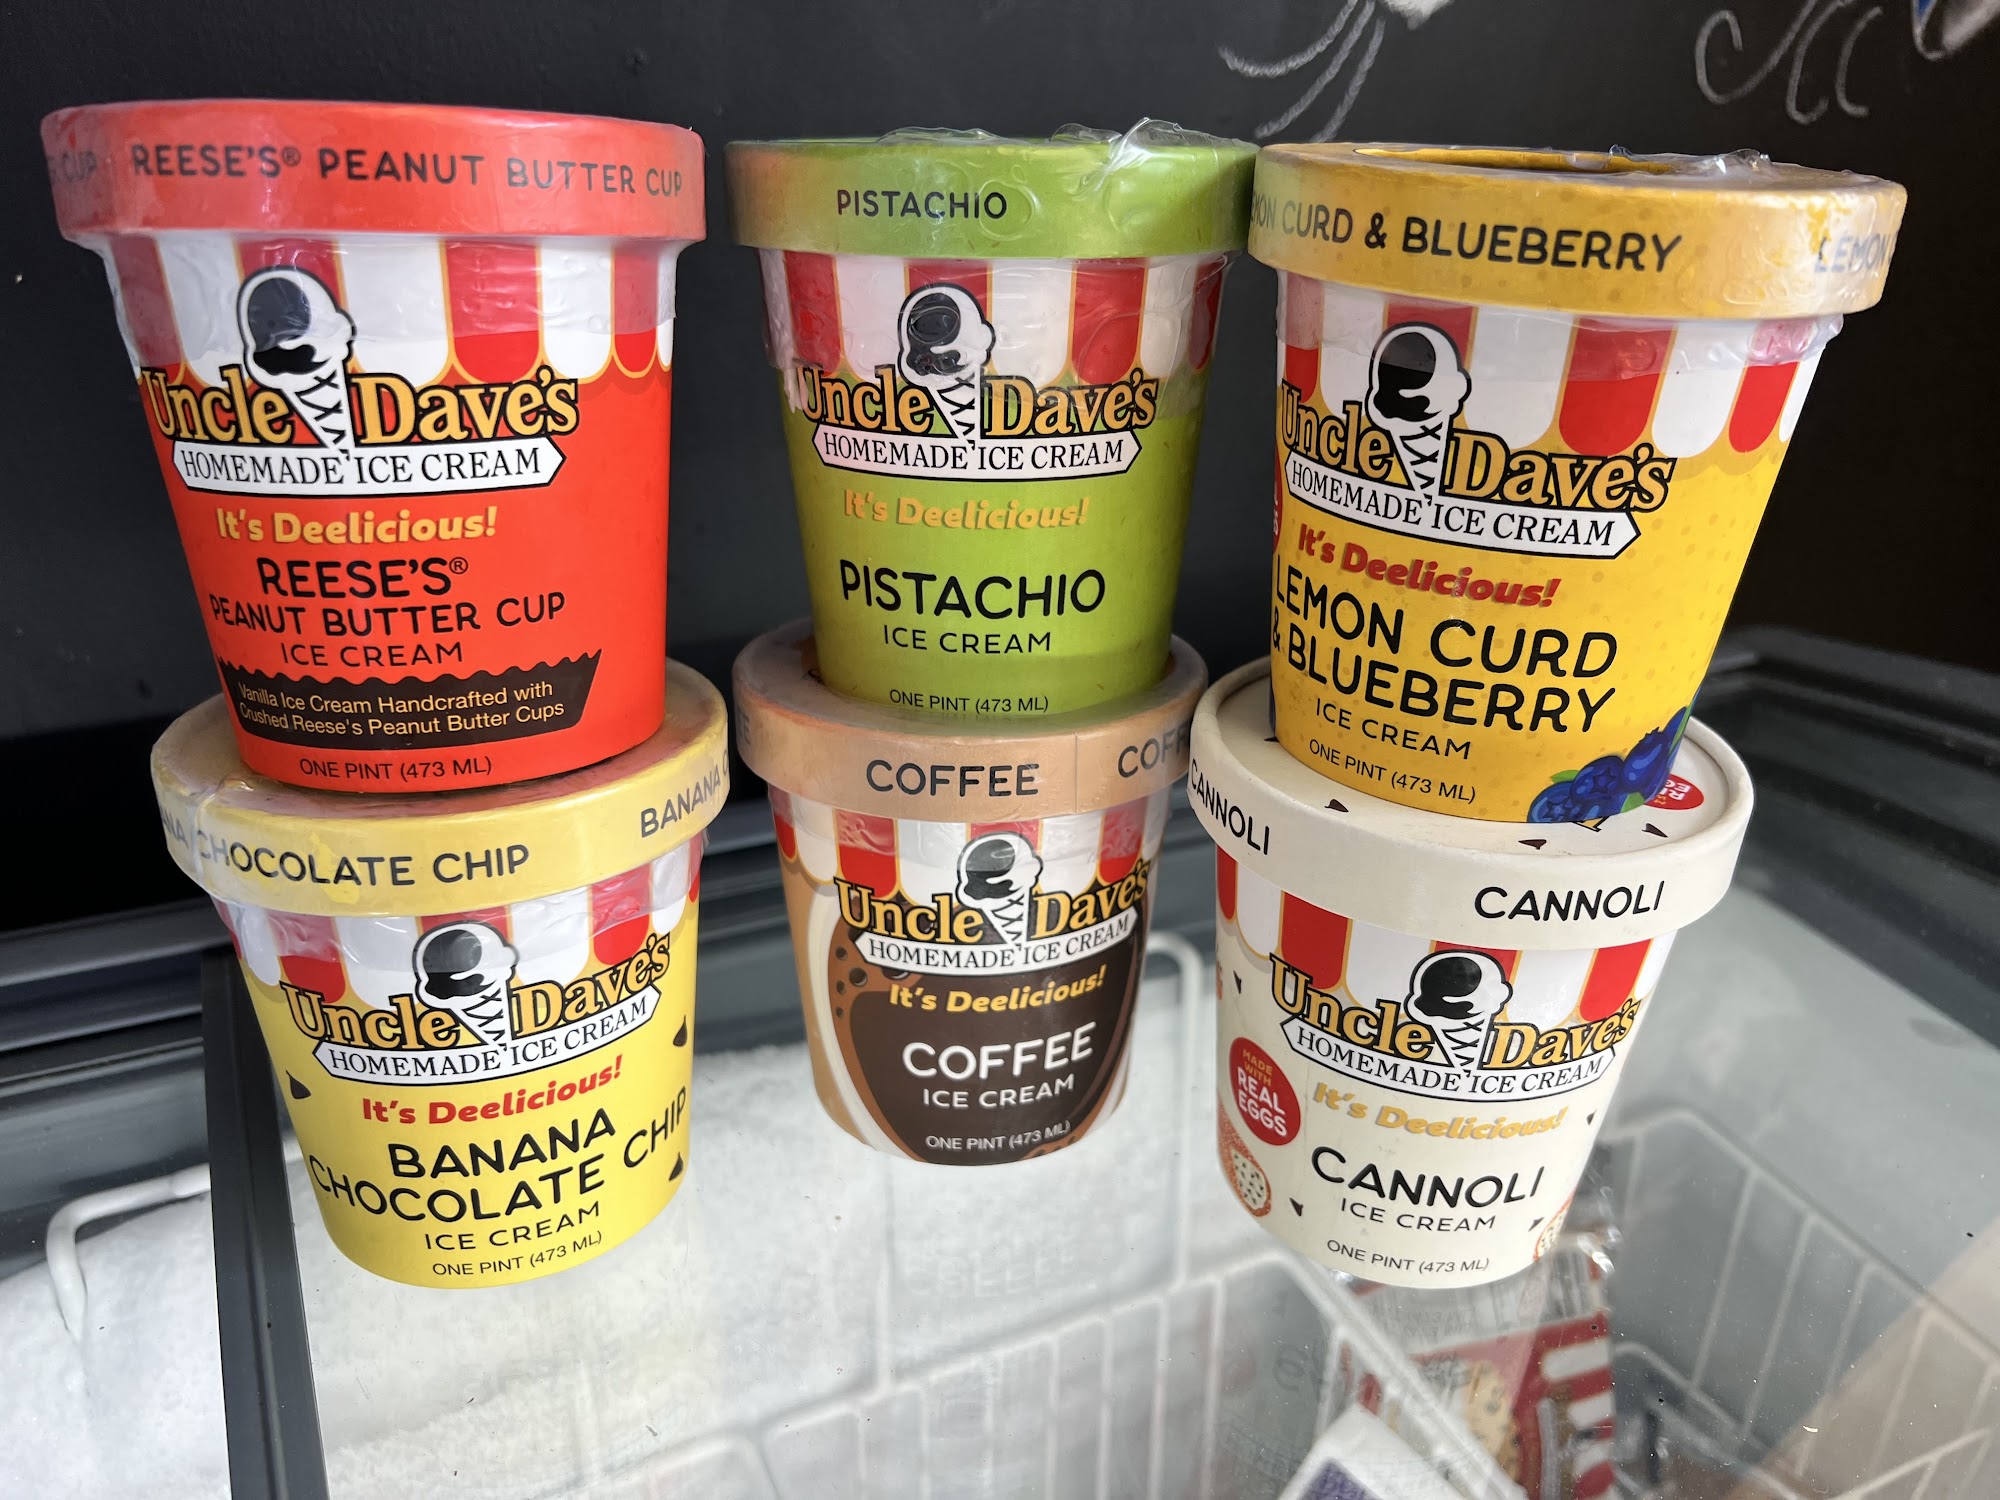 REESE'S® PEANUT BUTTER CUP
CUP
Uncle Dave's
HOMEMADE ICE CREAM
It's Deelicious!
REESE'S®
PEANUT BUTTER CUP
ICE CREAM
Vanilla Ice Cream Handcrafted with
Crushed Reese's Peanut Butter Cups
ONE PINT (473 ML)
PISTACHIO
Uncle Dave's
HOMEMADE ICE CREAM
It's Deelicious!
PISTACHIO
ICE CREAM
ONE PINT (473 ML)
CURD & BLUEBERRY
LEMON
Uncle Dave's
HOMEMADE ICE CREAM
It's Deelicious!
LEMON CURD
& BLUEBERRY
ICE CREAM
ONE PINT (473 ML)
CHOCOLATE CHIP
BANANA
Uncle Dave's
HOMEMADE ICE CREAM
It's Deelicious!
BANANA
CHOCOLATE CHIP
ICE CREAM
ONE PINT (473 ML)
COFFEE
Uncle Dave's
HOMEMADE ICE CREAM
It's Deelicious!
COFFEE
ICE CREAM
ONE PINT (473 ML)
CANNOLI
CANNOLI
Uncle Dave's
HOMEMADE ICE CREAM
MADE
WITH
REAL
EGGS
It's Deelicious!
CANNOLI
ICE CREAM
ONE PINT (473 ML)